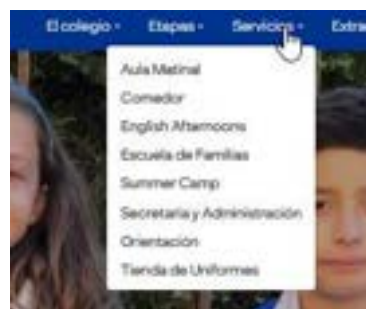 El colegio
Etapas
Servicios
Extra
Aula Matinal
Comedor
English Afternoons
Escuela de Familias
Summer Camp
Secretaría y Administración
Orientación
Tienda de Uniformes